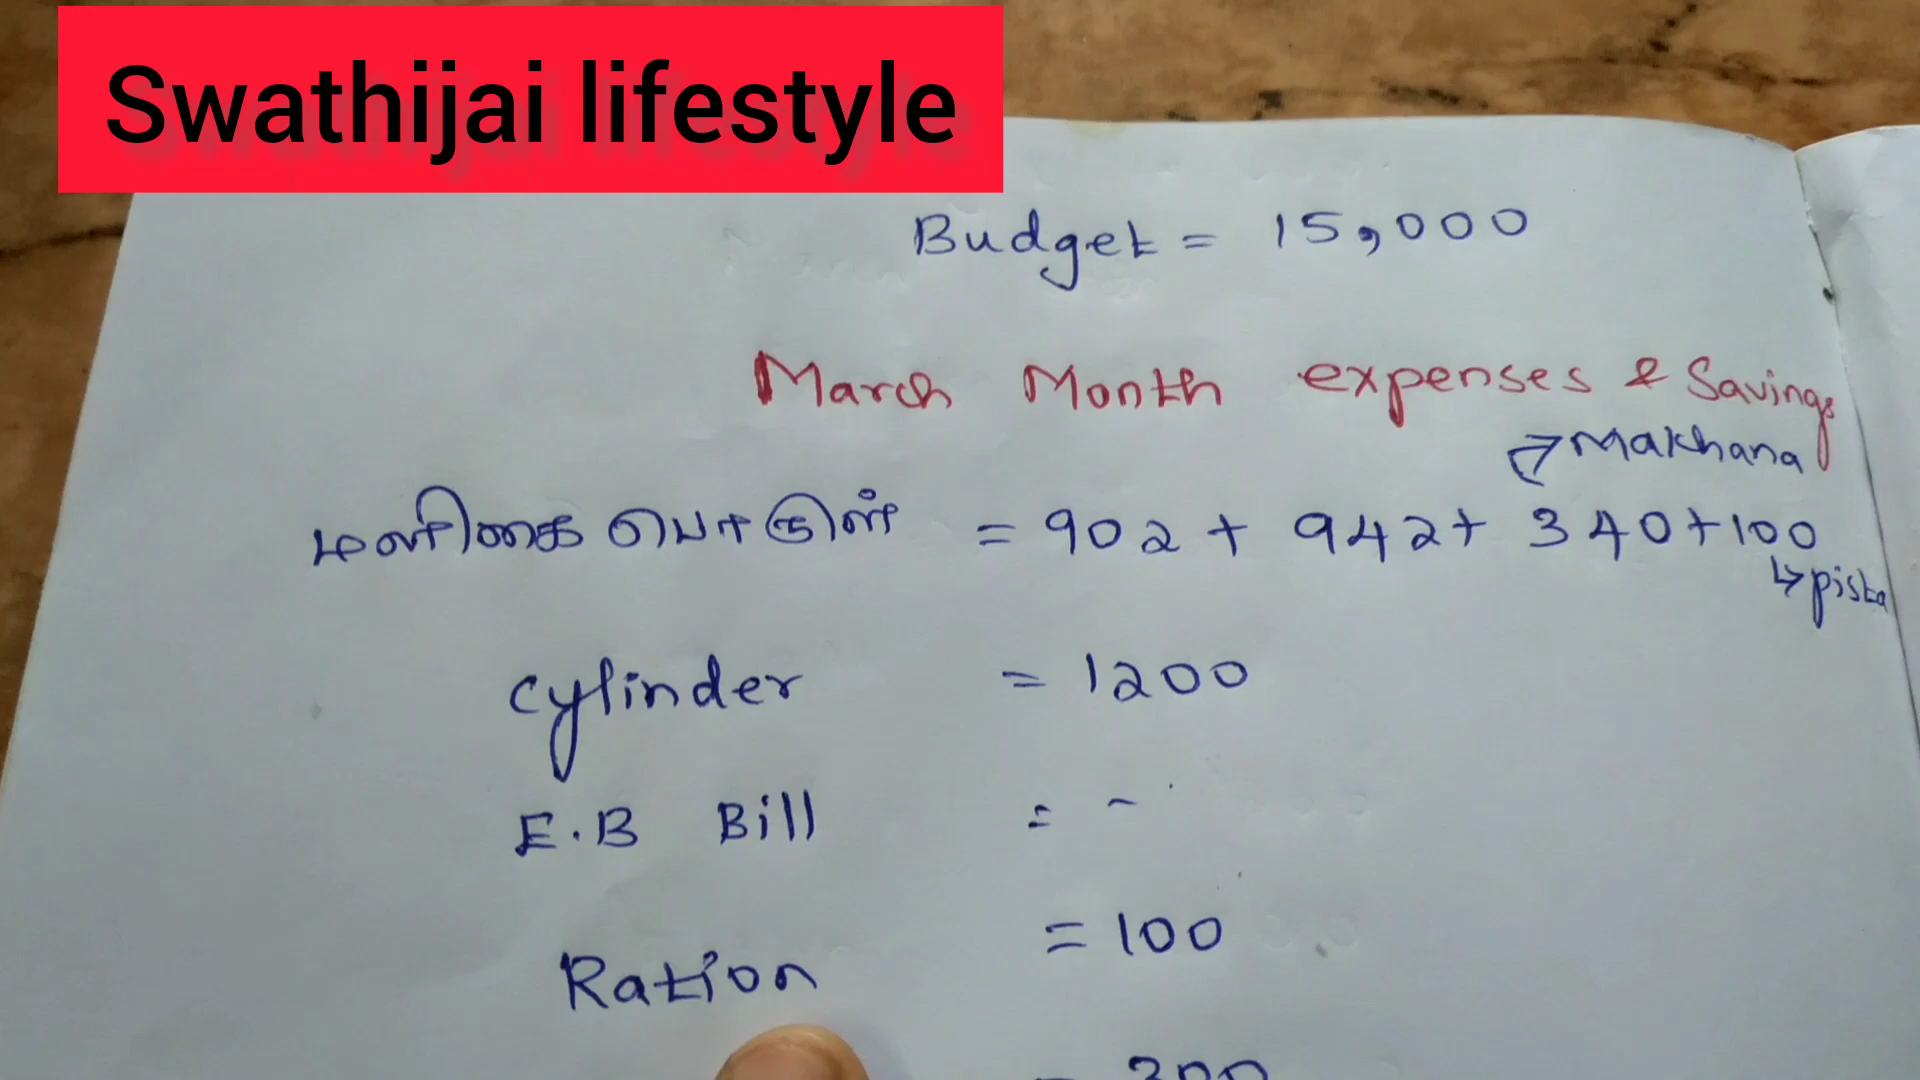 Swathijai lifestyle
Budget = 15,000
March Month expenses & Savings
→ Makhana
மளிகை பொருள் = 902 + 942 + 340 + 100
↳ pista
Cylinder = 1200
E.B Bill = -
Ration = 100